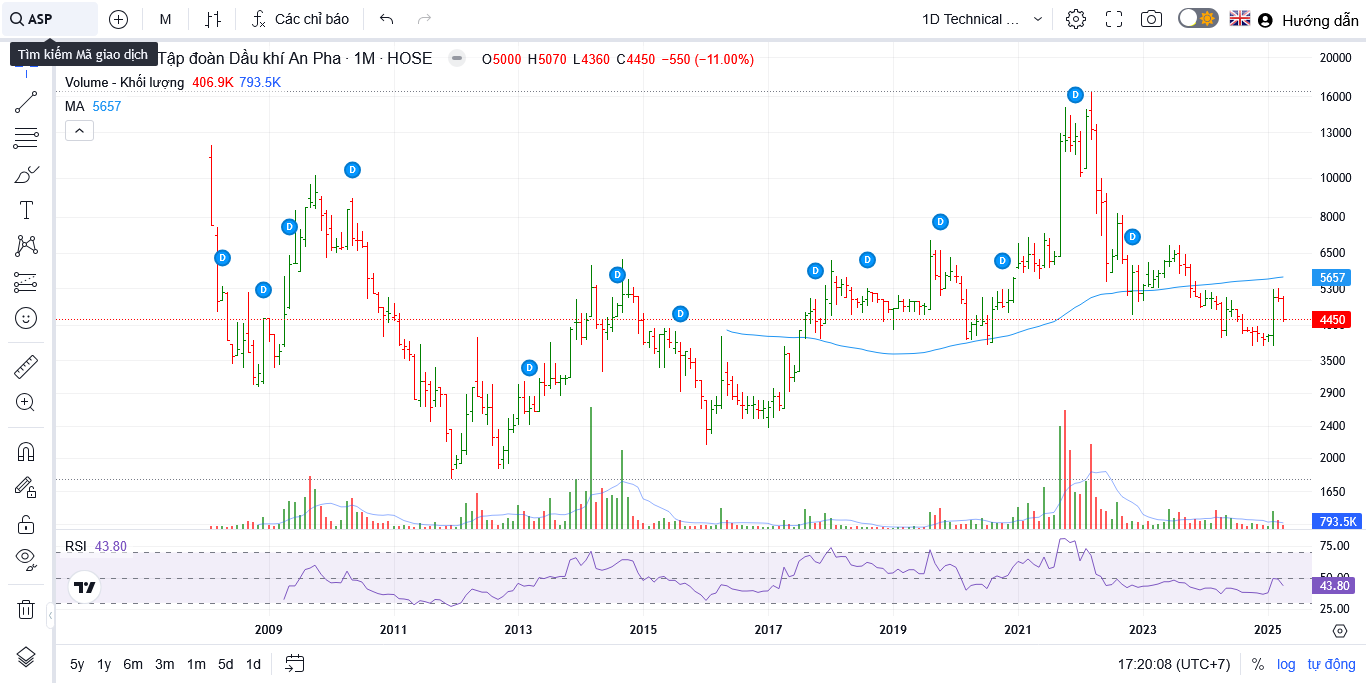 ASP
M
Các chỉ báo
1D Technical ...
Hướng dẫn
Tìm kiếm Mã giao dịch
Tập đoàn Dầu khí An Pha · 1M · HOSE
O5000 H5070 L4360 C4450 −550 (−11.00%)
Volume - Khối lượng 406.9K 793.5K
MA 5657
D
D
D
D
D
D
D
D
D
D
D
D
D
20000
16000
13000
10000
8000
6500
5657
5300
4450
3500
2900
2400
2000
1650
793.5K
RSI 43.80
75.00
50.00
43.80
25.00
2009 2011 2013 2015 2017 2019 2021 2023 2025
5y 1y 6m 3m 1m 5d 1d
17:20:08 (UTC+7) % log tự động